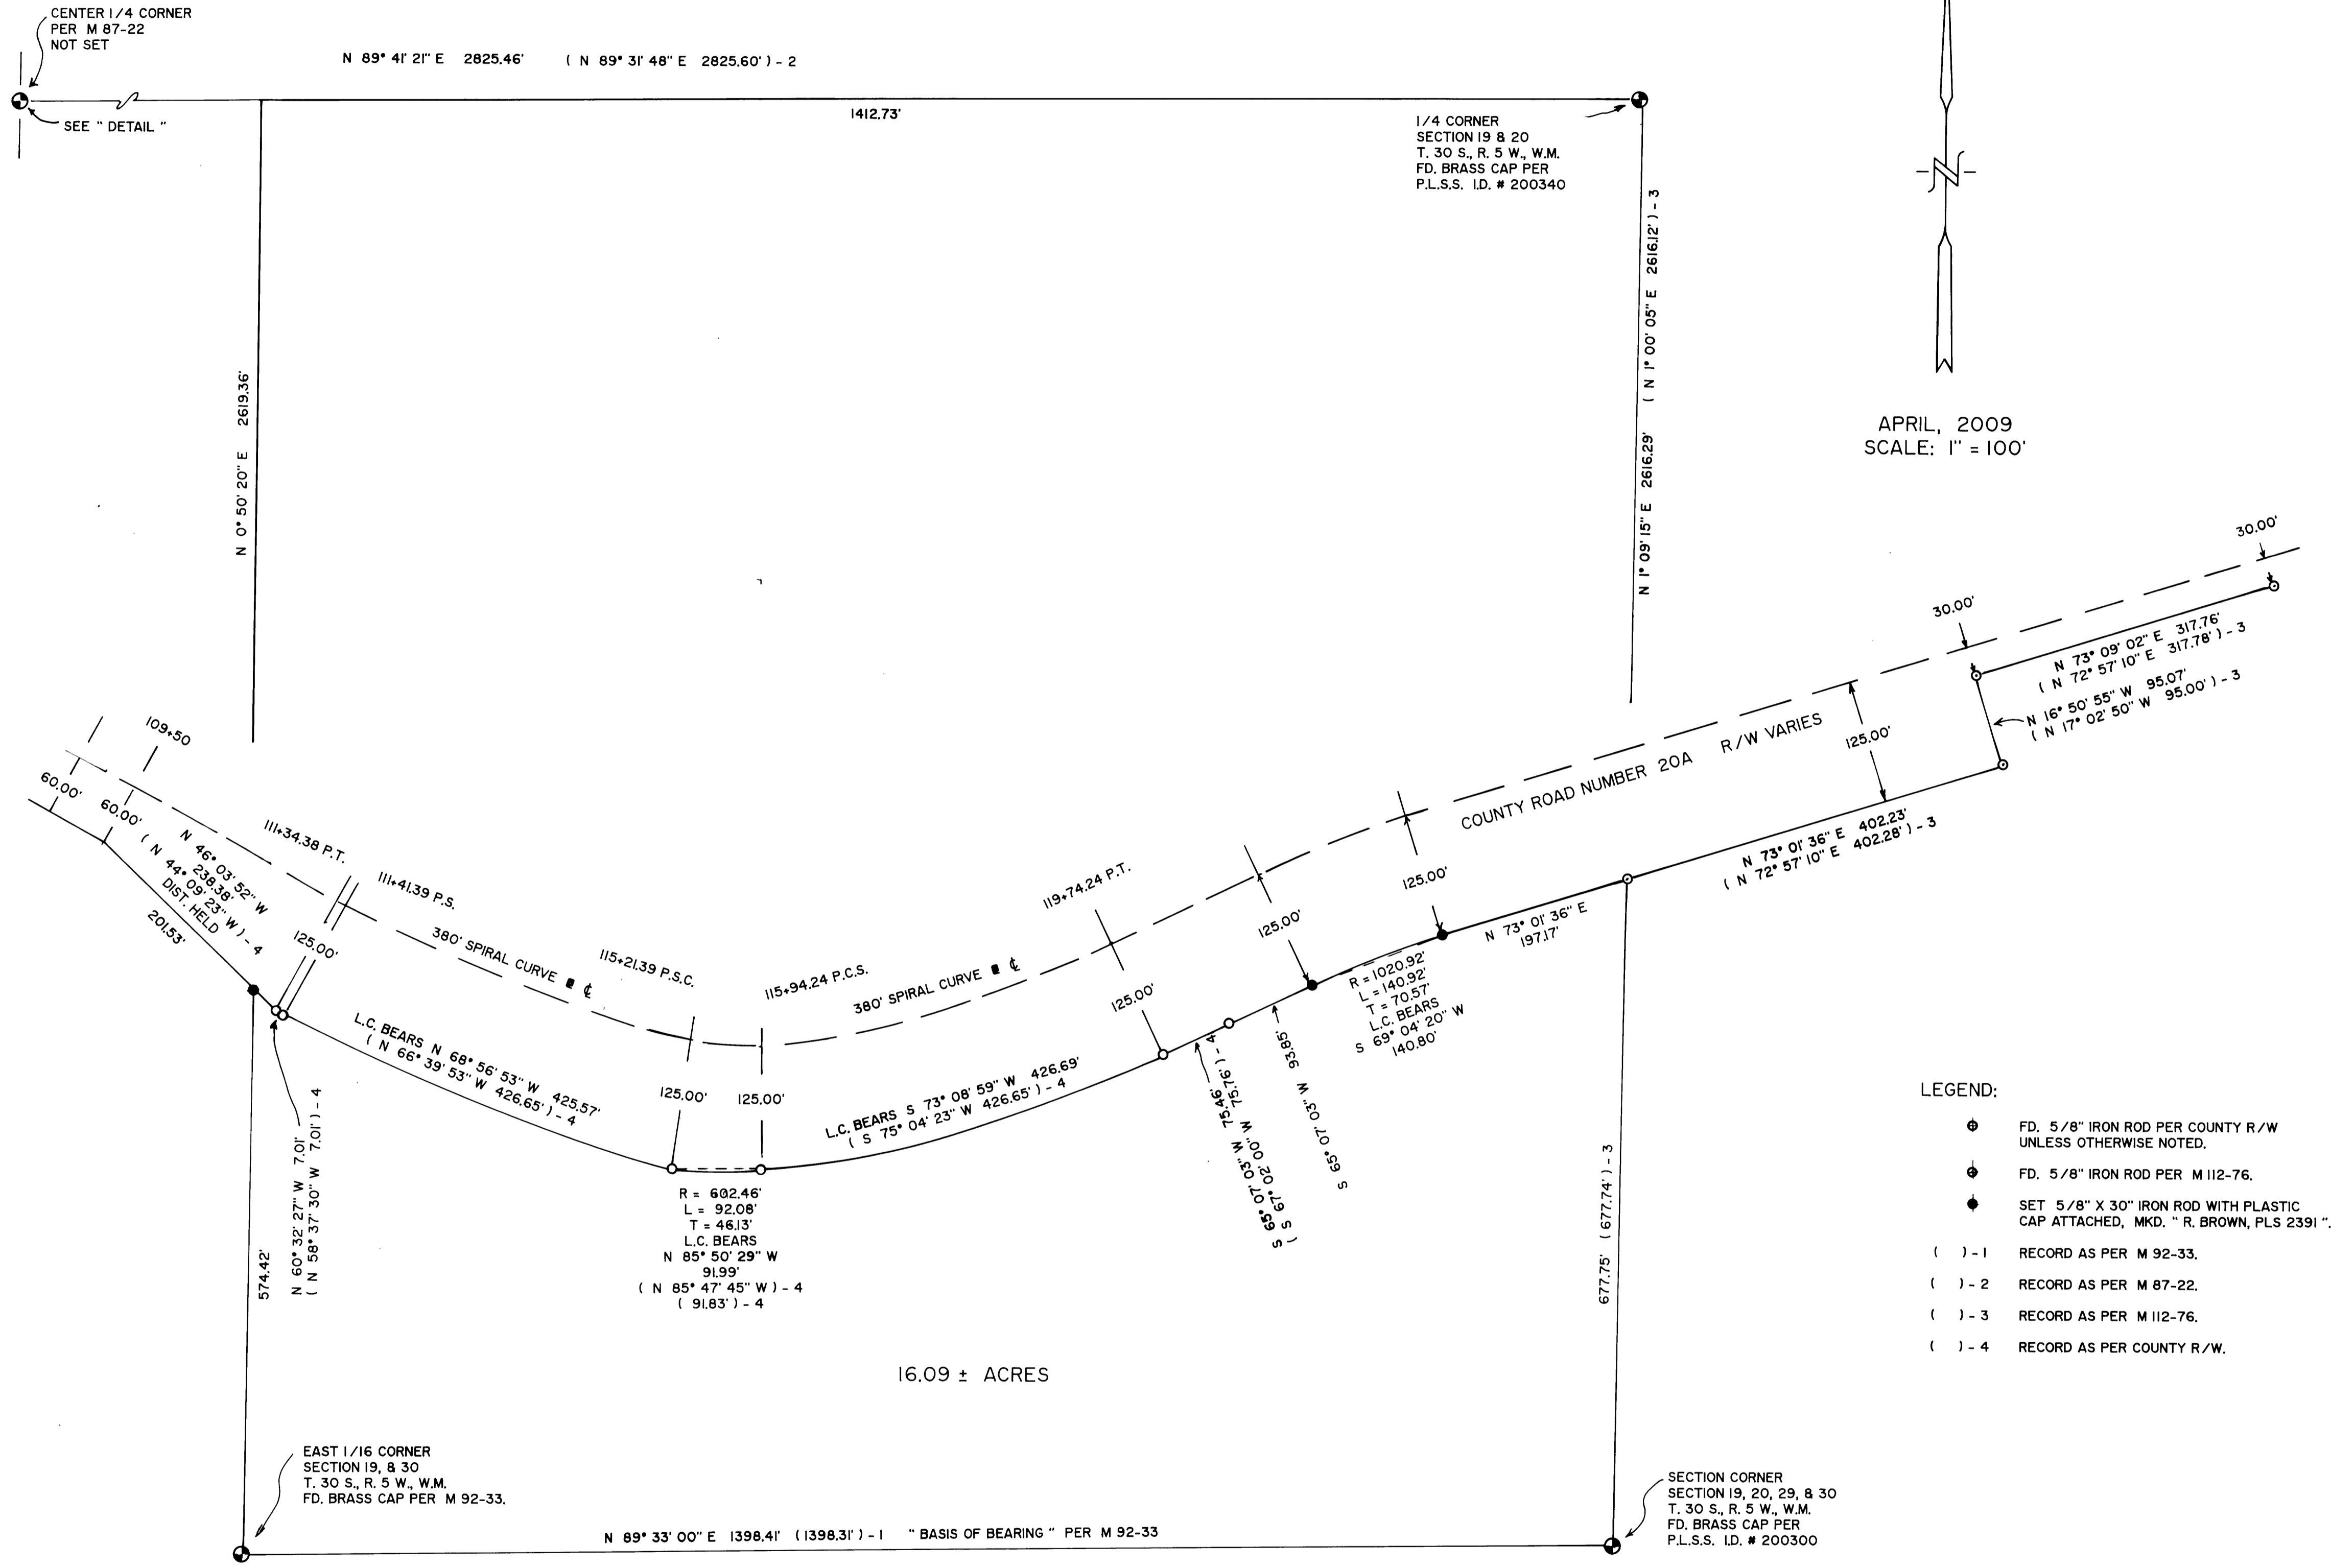 CENTER 1/4 CORNER
PER M 87-22
NOT SET
N 89° 41' 21" E 2825.46' ( N 89° 31' 48" E 2825.60' ) - 2
SEE " DETAIL "
1412.73'
1/4 CORNER
SECTION 19 & 20
T. 30 S., R. 5 W., W.M.
FD. BRASS CAP PER
P.L.S.S. I.D. # 200340
N 0° 50' 20" E 2619.36'
N 1° 09' 15" E 2616.29' ( N 1° 00' 05" E 2616.12' ) - 3
N
APRIL, 2009
SCALE: 1" = 100'
30.00'
30.00'
N 73° 09' 02" E 317.76'
( N 72° 57' 10" E 317.78' ) - 3
N 16° 50' 55" W 95.07'
( N 17° 02' 50" W 95.00' ) - 3
125.00'
COUNTY ROAD NUMBER 20A R/W VARIES
N 73° 01' 36" E 402.23'
( N 72° 57' 10" E 402.28' ) - 3
109+50
60.00'
60.00'
N 46° 03' 52" W
238.38'
( N 44° 09' 23" W ) - 4
DIST. HELD
201.53'
111+34.38 P.T.
111+41.39 P.S.
125.00'
380' SPIRAL CURVE ℄
115+21.39 P.S.C.
115+94.24 P.C.S.
380' SPIRAL CURVE ℄
119+74.24 P.T.
125.00'
125.00'
125.00'
N 73° 01' 36" E
197.17'
R = 1020.92'
L = 140.92'
T = 70.57'
L.C. BEARS
S 69° 04' 20" W
140.80'
L.C. BEARS N 68° 56' 53" W 425.57'
( N 66° 39' 53" W 426.65' ) - 4
125.00'
125.00'
L.C. BEARS S 73° 08' 59" W 426.69'
( S 75° 04' 23" W 426.65' ) - 4
S 65° 07' 03" W 75.46'
( S 67° 02' 00" W 75.76' ) - 4
S 65° 07' 03" W 93.85'
N 60° 32' 27" W 7.01'
( N 58° 37' 30" W 7.01' ) - 4
574.42'
R = 602.46'
L = 92.08'
T = 46.13'
L.C. BEARS
N 85° 50' 29" W
91.99'
( N 85° 47' 45" W ) - 4
( 91.83' ) - 4
677.75' ( 677.74' ) - 3
16.09 ± ACRES
LEGEND:
FD. 5/8" IRON ROD PER COUNTY R/W
UNLESS OTHERWISE NOTED.
FD. 5/8" IRON ROD PER M 112-76.
SET 5/8" X 30" IRON ROD WITH PLASTIC
CAP ATTACHED, MKD. " R. BROWN, PLS 2391 ".
( ) - 1 RECORD AS PER M 92-33.
( ) - 2 RECORD AS PER M 87-22.
( ) - 3 RECORD AS PER M 112-76.
( ) - 4 RECORD AS PER COUNTY R/W.
EAST 1/16 CORNER
SECTION 19, & 30
T. 30 S., R. 5 W., W.M.
FD. BRASS CAP PER M 92-33.
N 89° 33' 00" E 1398.41' ( 1398.31' ) - 1 " BASIS OF BEARING " PER M 92-33
SECTION CORNER
SECTION 19, 20, 29, & 30
T. 30 S., R. 5 W., W.M.
FD. BRASS CAP PER
P.L.S.S. I.D. # 200300